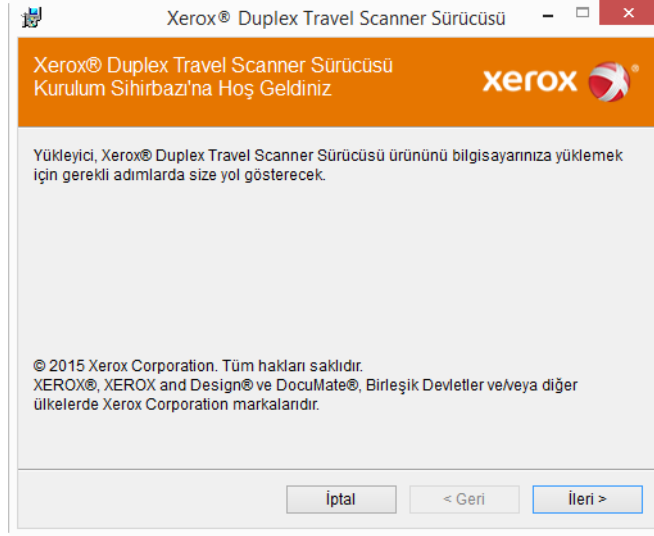 Xerox® Duplex Travel Scanner Sürücüsü
Xerox® Duplex Travel Scanner Sürücüsü
Kurulum Sihirbazı'na Hoş Geldiniz
xerox
Yükleyici, Xerox® Duplex Travel Scanner Sürücüsü ürününü bilgisayarınıza yüklemek
için gerekli adımlarda size yol gösterecek.
© 2015 Xerox Corporation. Tüm hakları saklıdır.
XEROX®, XEROX and Design® ve DocuMate®, Birleşik Devletler ve/veya diğer
ülkelerde Xerox Corporation markalarıdır.
İptal
< Geri
İleri >